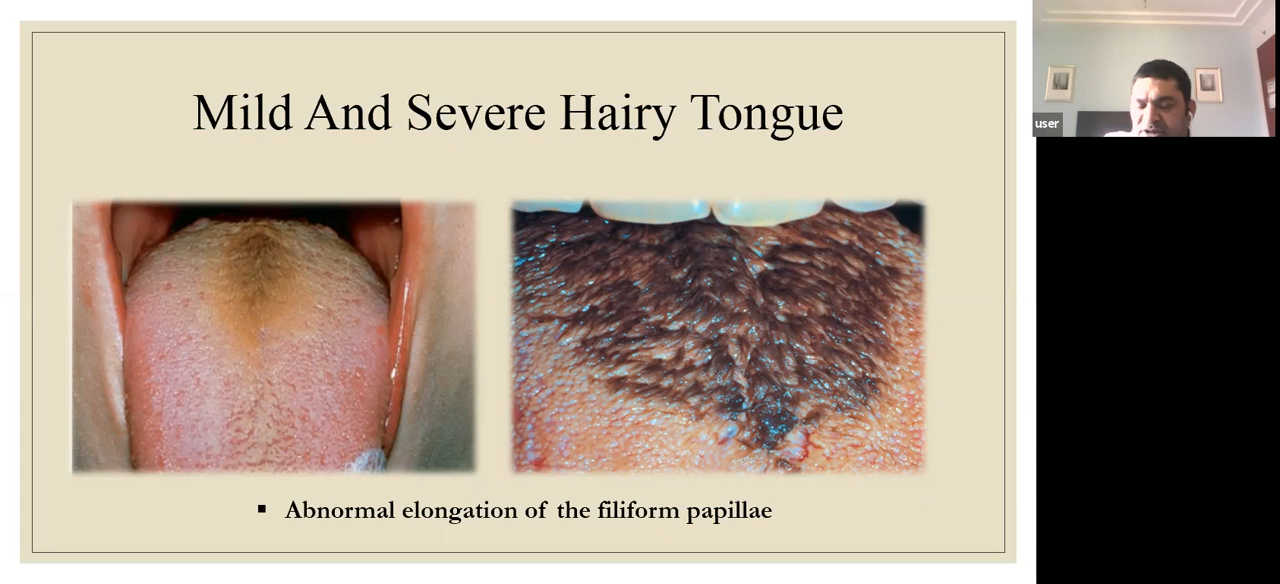 Mild And Severe Hairy Tongue
user
▪ Abnormal elongation of the filiform papillae